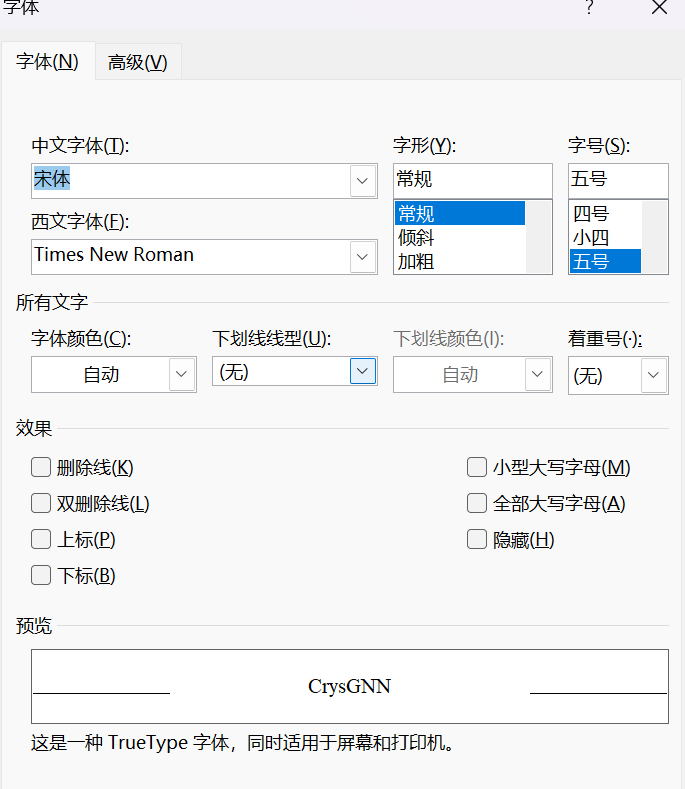 字体 ?
字体(N) 高级(V)
中文字体(T): 字形(Y): 字号(S):
宋体 常规 五号
常规 四号
西文字体(F): 倾斜 小四
Times New Roman 加粗 五号
所有文字
字体颜色(C): 下划线线型(U): 下划线颜色(I): 着重号(·):
自动 (无) 自动 (无)
效果
删除线(K) 小型大写字母(M)
双删除线(L) 全部大写字母(A)
上标(P) 隐藏(H)
下标(B)
预览
CrysGNN
这是一种 TrueType 字体，同时适用于屏幕和打印机。